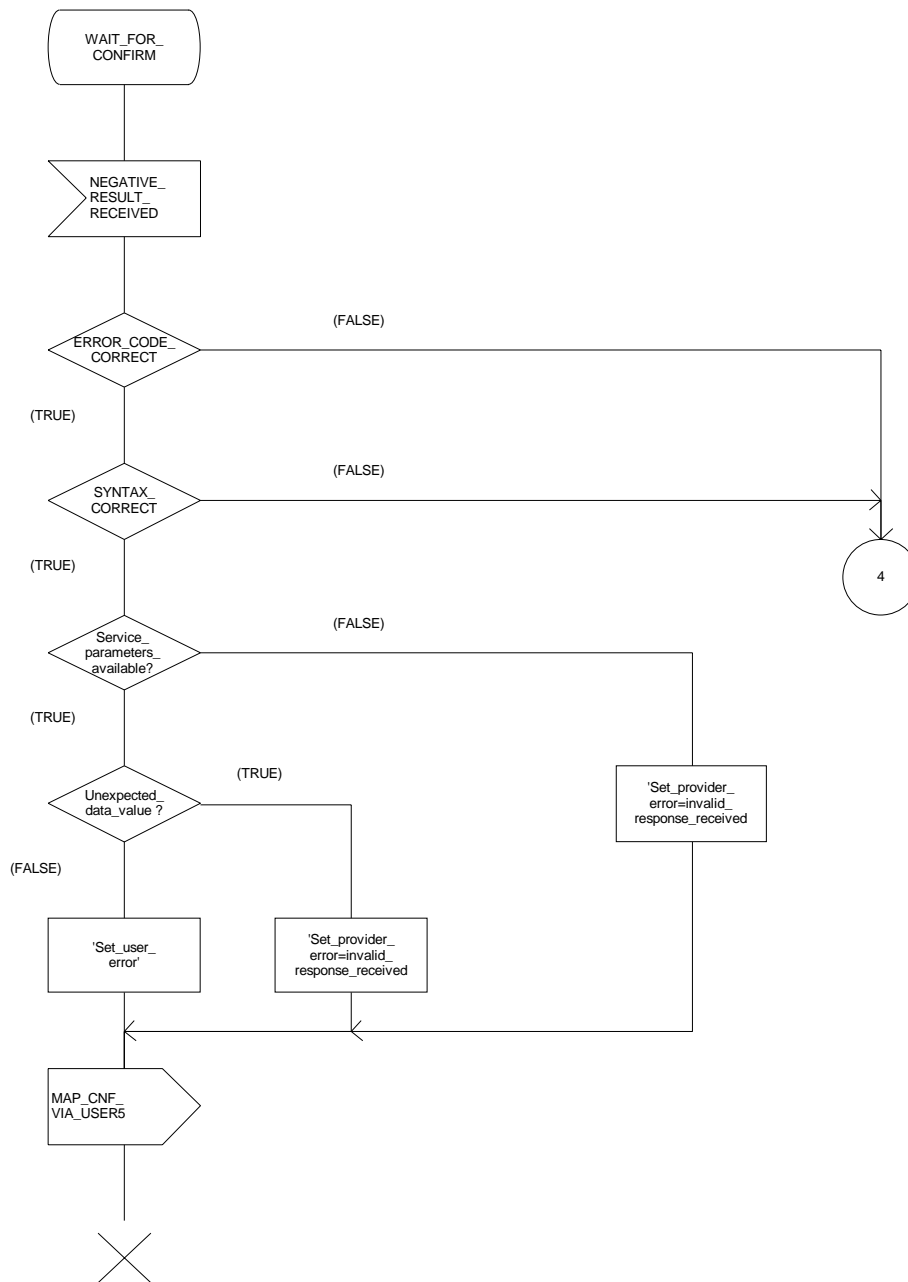 WAIT_FOR_
CONFIRM
NEGATIVE_
RESULT_
RECEIVED
(FALSE)
ERROR_CODE_
CORRECT
(TRUE)
(FALSE)
SYNTAX_
CORRECT
(TRUE)
4
(FALSE)
Service_
parameters_
available?
(TRUE)
(TRUE)
Unexpected_
data_value ?
'Set_provider_
error=invalid_
response_received
(FALSE)
'Set_user_
error'
'Set_provider_
error=invalid_
response_received
MAP_CNF_
VIA_USER5